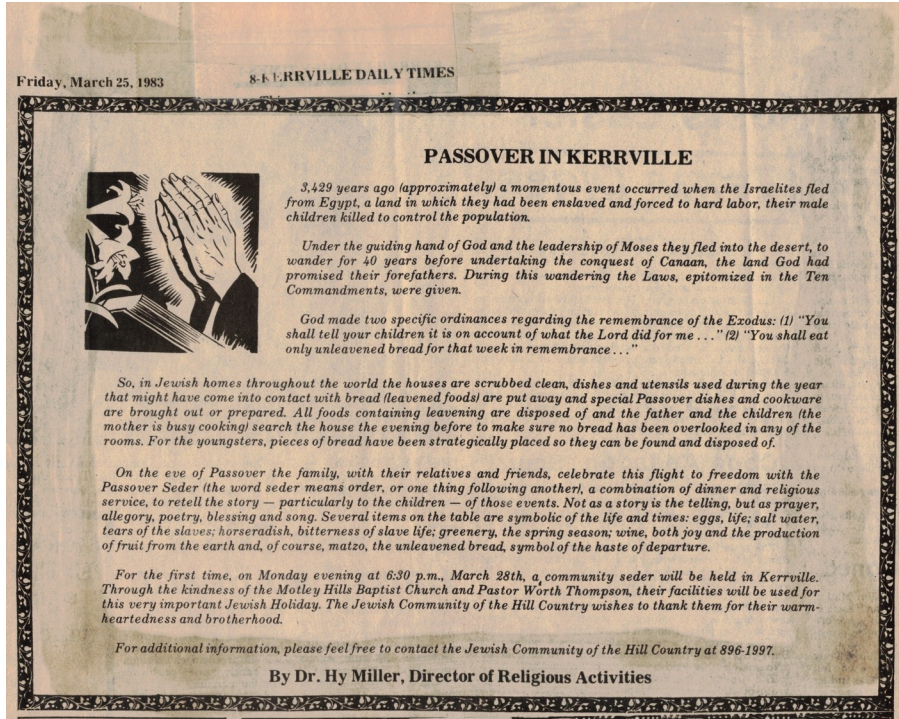 Friday, March 25, 1983
8-KERRVILLE DAILY TIMES
PASSOVER IN KERRVILLE
3,429 years ago (approximately) a momentous event occurred when the Israelites fled
from Egypt, a land in which they had been enslaved and forced to hard labor, their male
children killed to control the population.
Under the guiding hand of God and the leadership of Moses they fled into the desert, to
wander for 40 years before undertaking the conquest of Canaan, the land God had
promised their forefathers. During this wandering the Laws, epitomized in the Ten
Commandments, were given.
God made two specific ordinances regarding the remembrance of the Exodus: (1) "You
shall tell your children it is on account of what the Lord did for me . . ." (2) "You shall eat
only unleavened bread for that week in remembrance . . ."
So, in Jewish homes throughout the world the houses are scrubbed clean, dishes and utensils used during the year
that might have come into contact with bread (leavened foods) are put away and special Passover dishes and cookware
are brought out or prepared. All foods containing leavening are disposed of and the father and the children (the
mother is busy cooking) search the house the evening before to make sure no bread has been overlooked in any of the
rooms. For the youngsters, pieces of bread have been strategically placed so they can be found and disposed of.
On the eve of Passover the family, with their relatives and friends, celebrate this flight to freedom with the
Passover Seder (the word seder means order, or one thing following another), a combination of dinner and religious
service, to retell the story — particularly to the children — of those events. Not as a story is the telling, but as prayer,
allegory, poetry, blessing and song. Several items on the table are symbolic of the life and times: eggs, life; salt water,
tears of the slaves; horseradish, bitterness of slave life; greenery, the spring season; wine, both joy and the production
of fruit from the earth and, of course, matzo, the unleavened bread, symbol of the haste of departure.
For the first time, on Monday evening at 6:30 p.m., March 28th, a community seder will be held in Kerrville.
Through the kindness of the Motley Hills Baptist Church and Pastor Worth Thompson, their facilities will be used for
this very important Jewish Holiday. The Jewish Community of the Hill Country wishes to thank them for their warm-
heartedness and brotherhood.
For additional information, please feel free to contact the Jewish Community of the Hill Country at 896-1997.
By Dr. Hy Miller, Director of Religious Activities